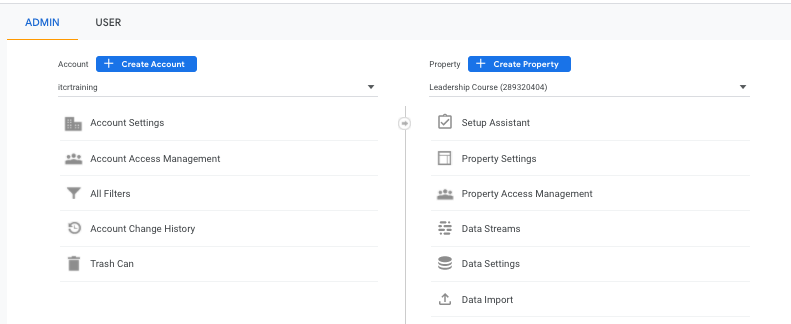 ADMIN USER
Account + Create Account
itcrtraining
Account Settings
Account Access Management
All Filters
Account Change History
Trash Can
Property + Create Property
Leadership Course (289320404)
Setup Assistant
Property Settings
Property Access Management
Data Streams
Data Settings
Data Import